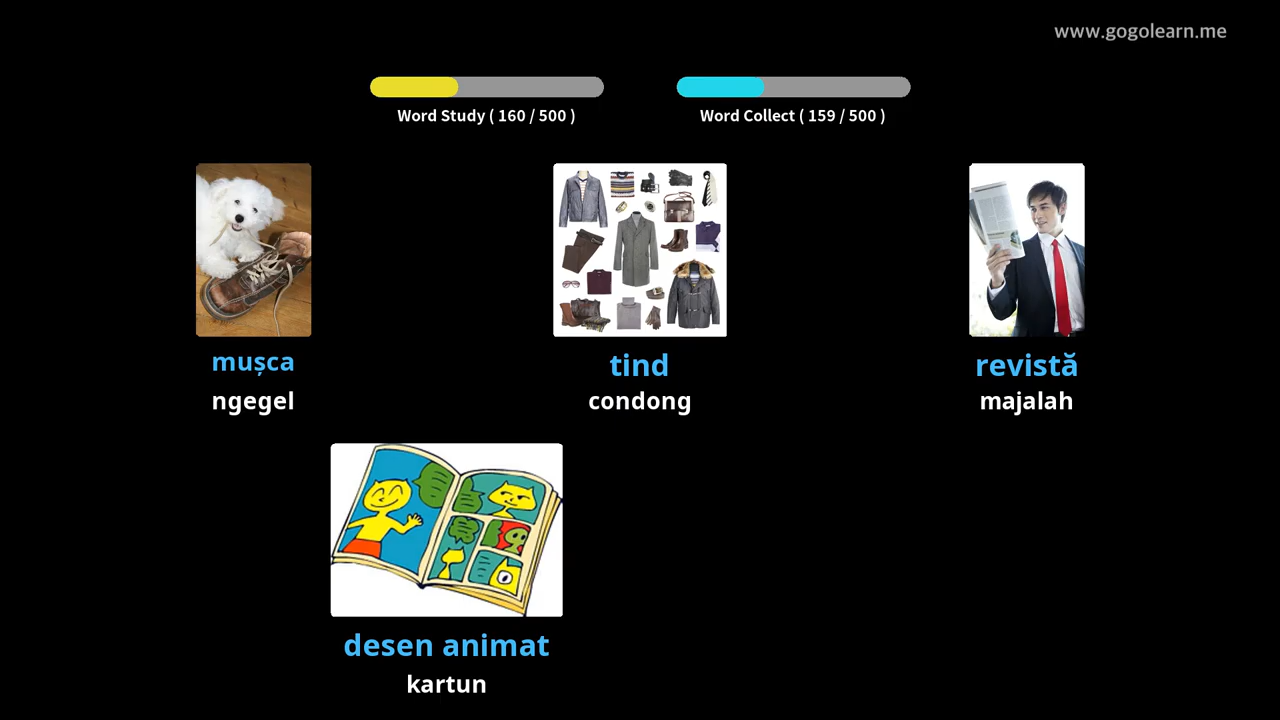 www.gogolearn.me
Word Study ( 160 / 500 )
Word Collect ( 159 / 500 )
mușca
ngegel
tind
condong
revistă
majalah
desen animat
kartun